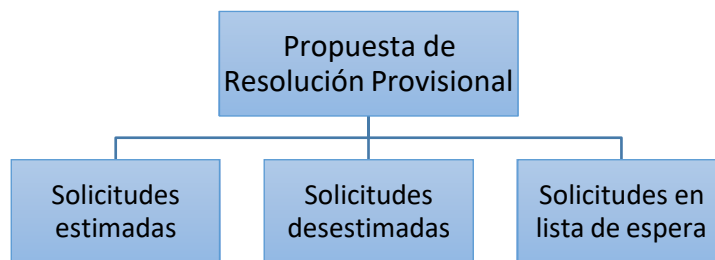 Propuesta de
Resolución Provisional
Solicitudes
estimadas
Solicitudes
desestimadas
Solicitudes en
lista de espera